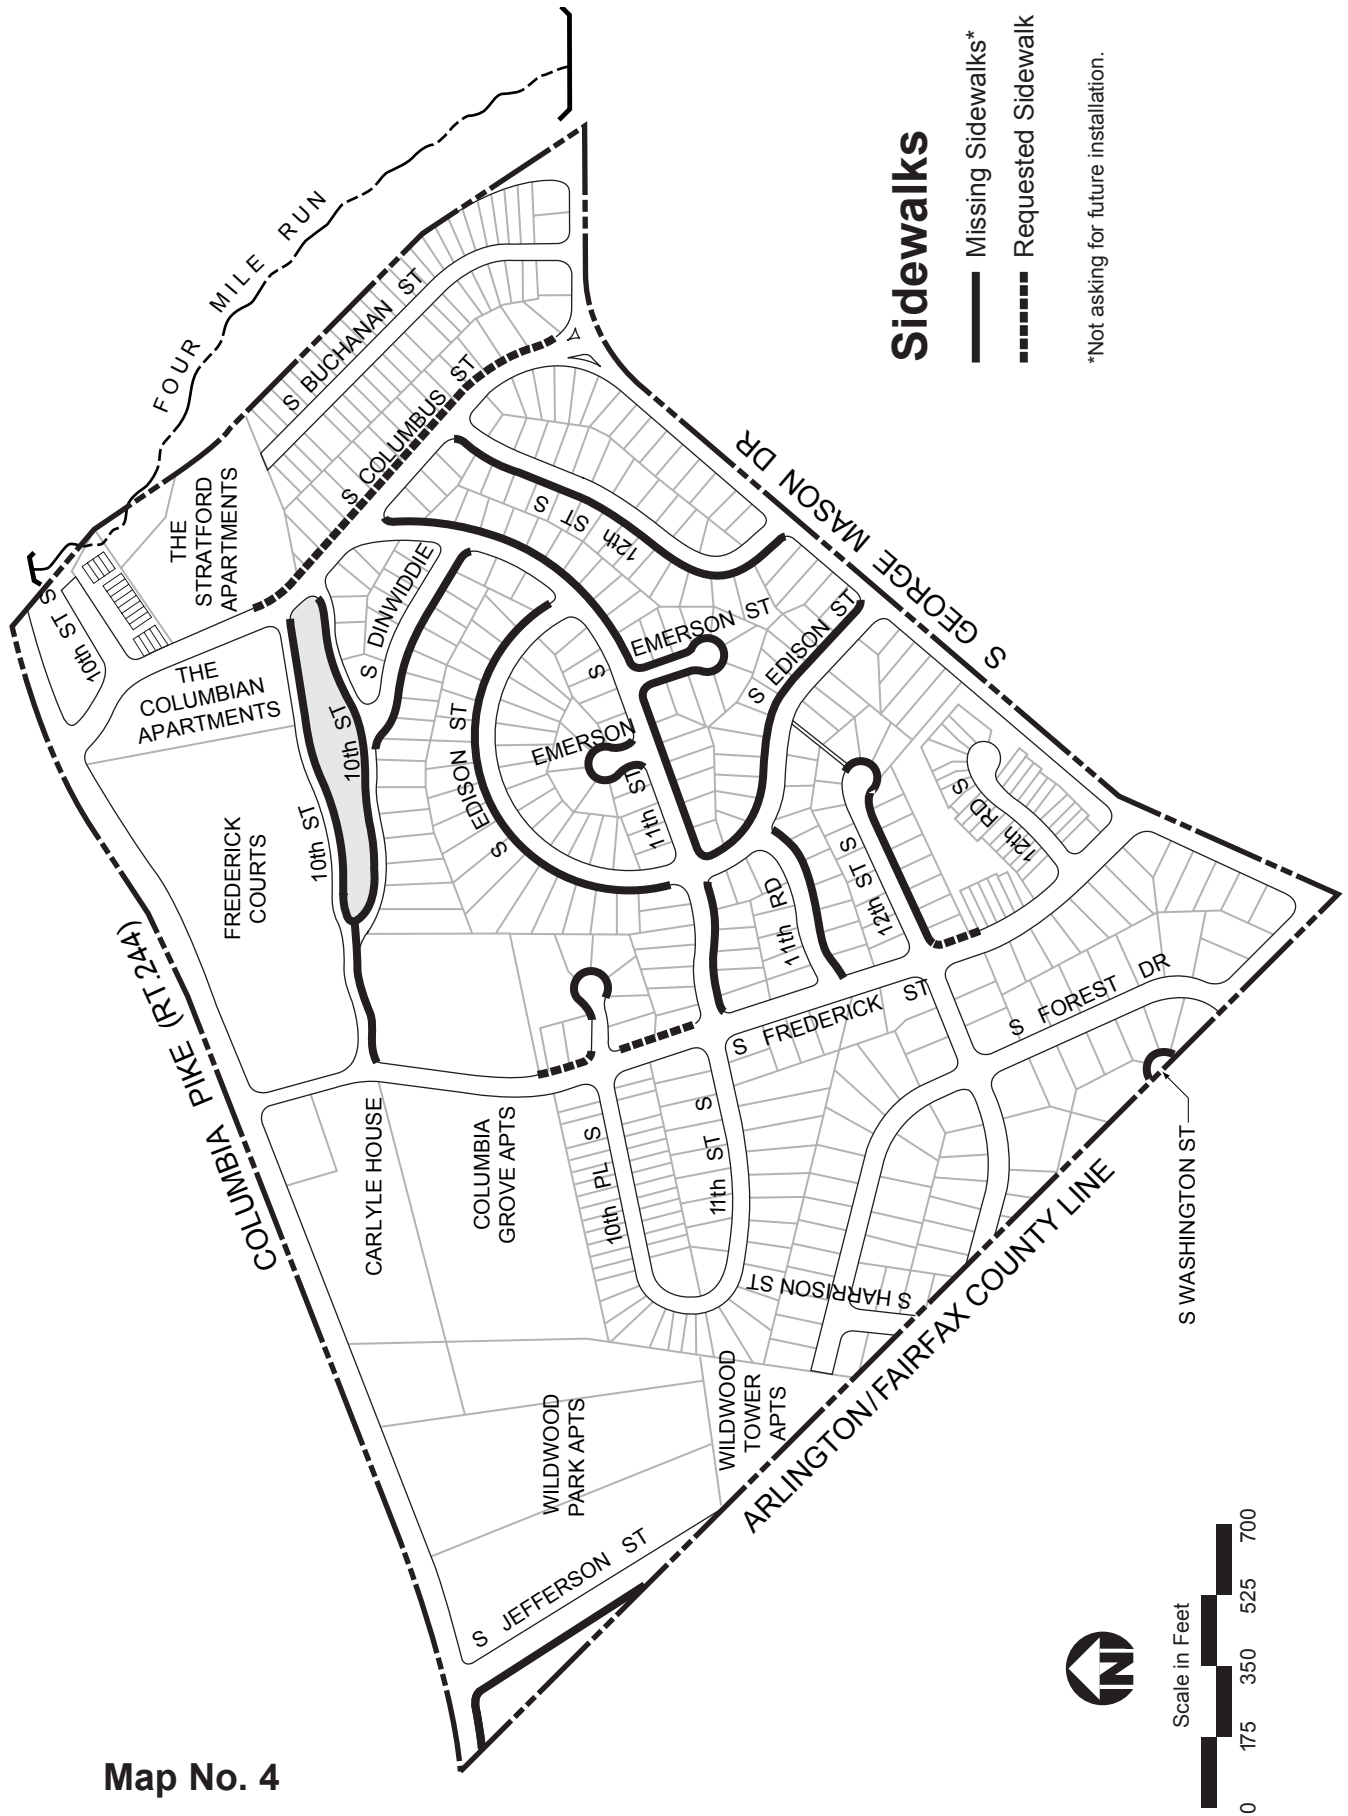 Map No. 4
Sidewalks
Missing Sidewalks*
Requested Sidewalk
*Not asking for future installation.
FOUR MILE RUN
S BUCHANAN ST
S COLUMBUS ST
THE
STRATFORD
APARTMENTS
10th ST S
THE
COLUMBIAN
APARTMENTS
S DINWIDDIE
10th ST
10th ST
FREDERICK
COURTS
COLUMBIA PIKE (RT.244)
S EDISON ST
EMERSON
S
11th ST
EMERSON ST
12th ST S
S EDISON ST
S GEORGE MASON DR
11th RD
12th ST S
12th RD S
S FREDERICK ST
S FOREST DR
CARLYLE HOUSE
COLUMBIA
GROVE APTS
10th PL S
11th ST S
S HARRISON ST
WILDWOOD
PARK APTS
WILDWOOD
TOWER
APTS
S JEFFERSON ST
ARLINGTON/FAIRFAX COUNTY LINE
S WASHINGTON ST
N
Scale in Feet
0 175 350 525 700